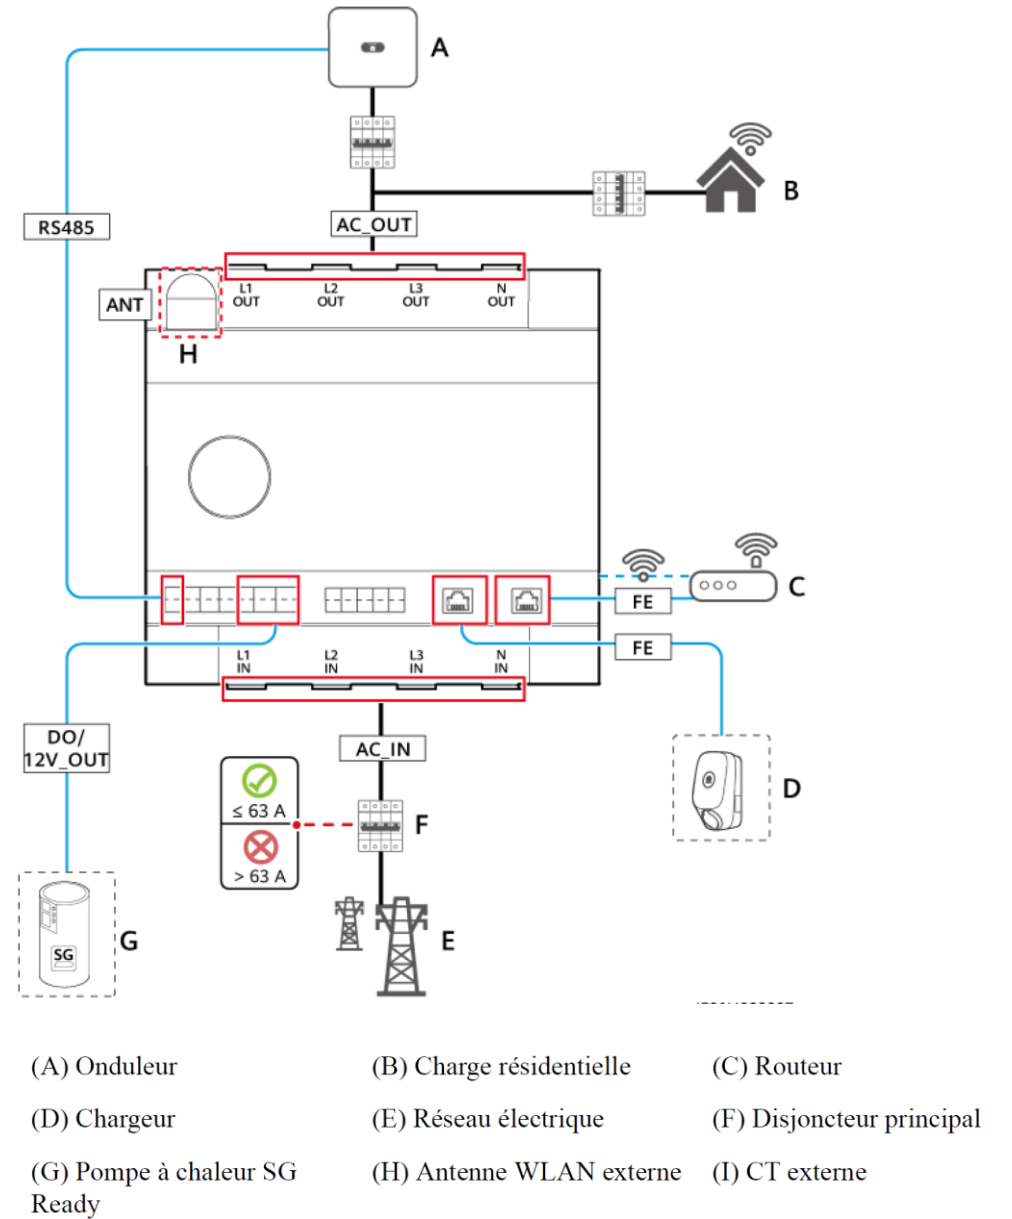 A
B
RS485
AC_OUT
ANT
L1
OUT
L2
OUT
L3
OUT
N
OUT
H
C
FE
FE
L1
IN
L2
IN
L3
IN
N
IN
DO/
12V_OUT
AC_IN
≤ 63 A
> 63 A
F
D
SG
G
E
(A) Onduleur
(B) Charge résidentielle
(C) Routeur
(D) Chargeur
(E) Réseau électrique
(F) Disjoncteur principal
(G) Pompe à chaleur SG
Ready
(H) Antenne WLAN externe
(I) CT externe